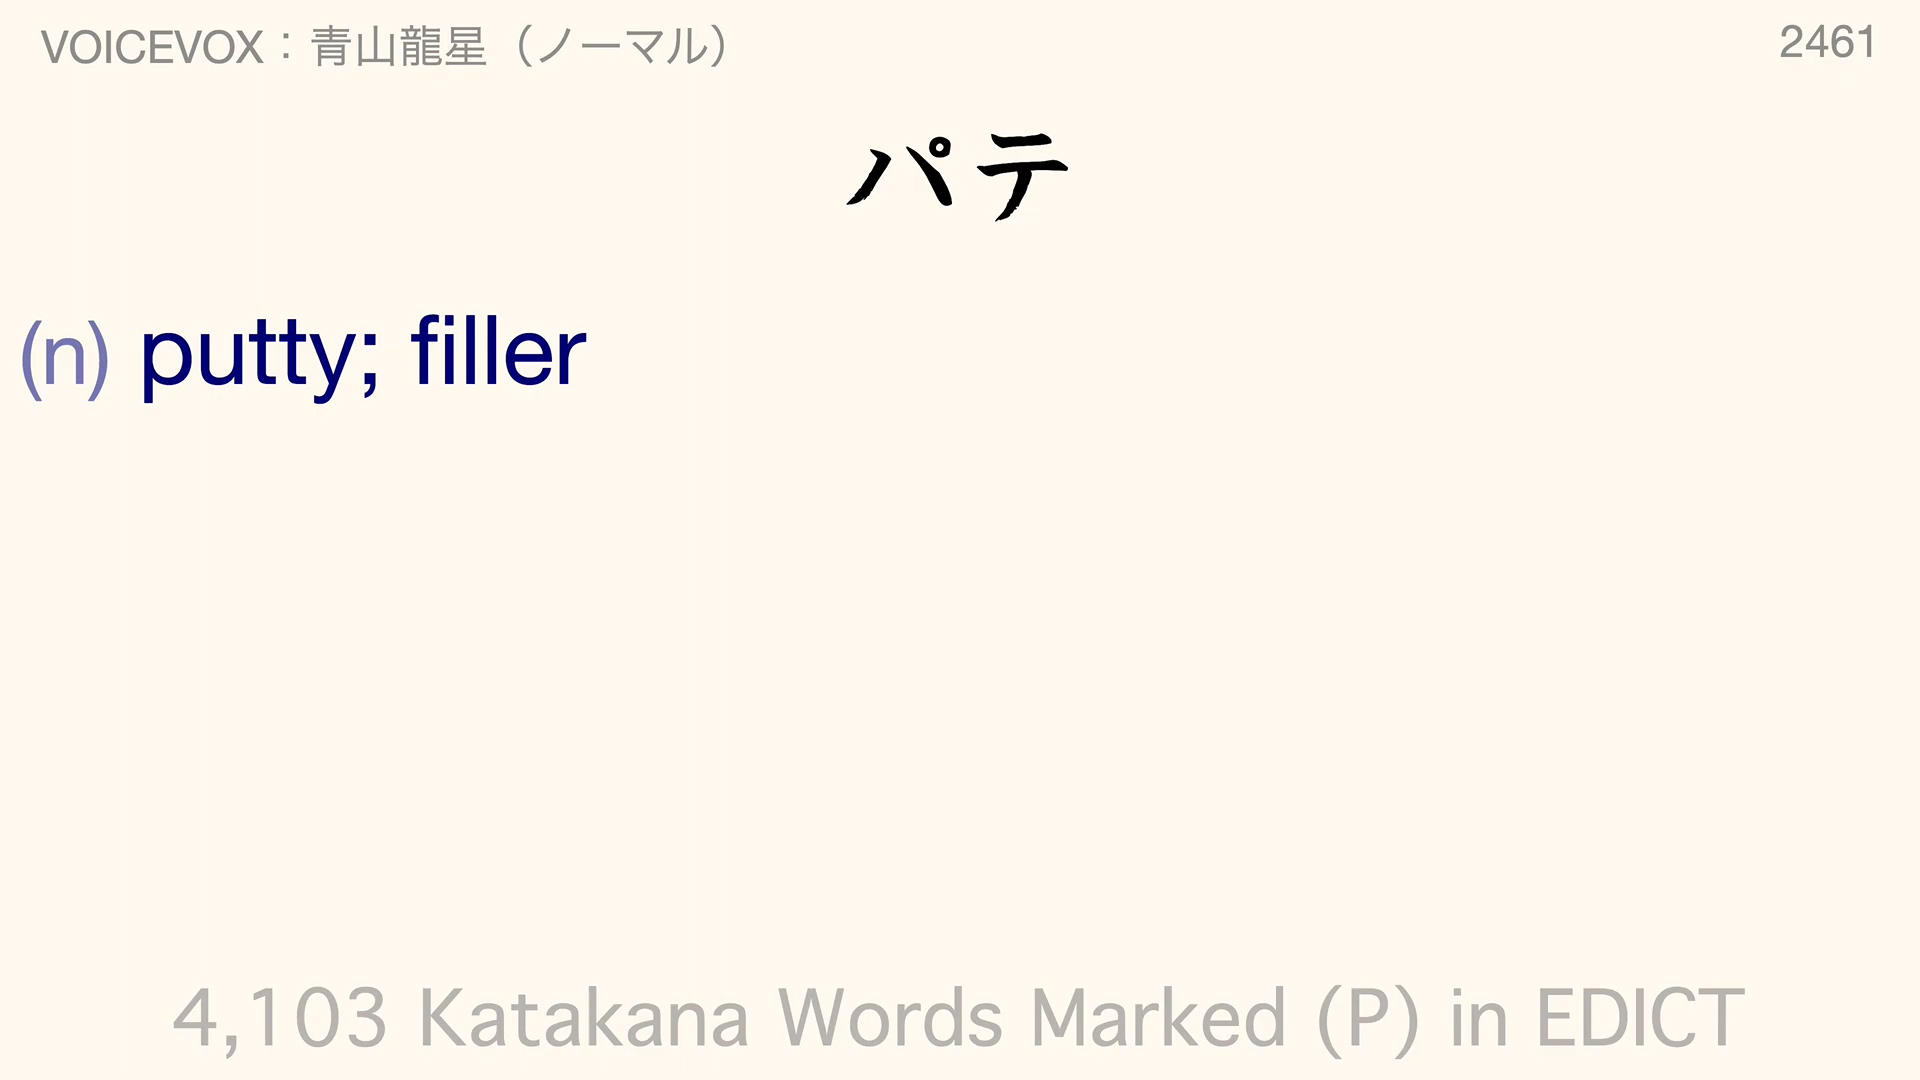 VOICEVOX：青山龍星（ノーマル）
2461
パテ
(n) putty; filler
4,103 Katakana Words Marked (P) in EDICT